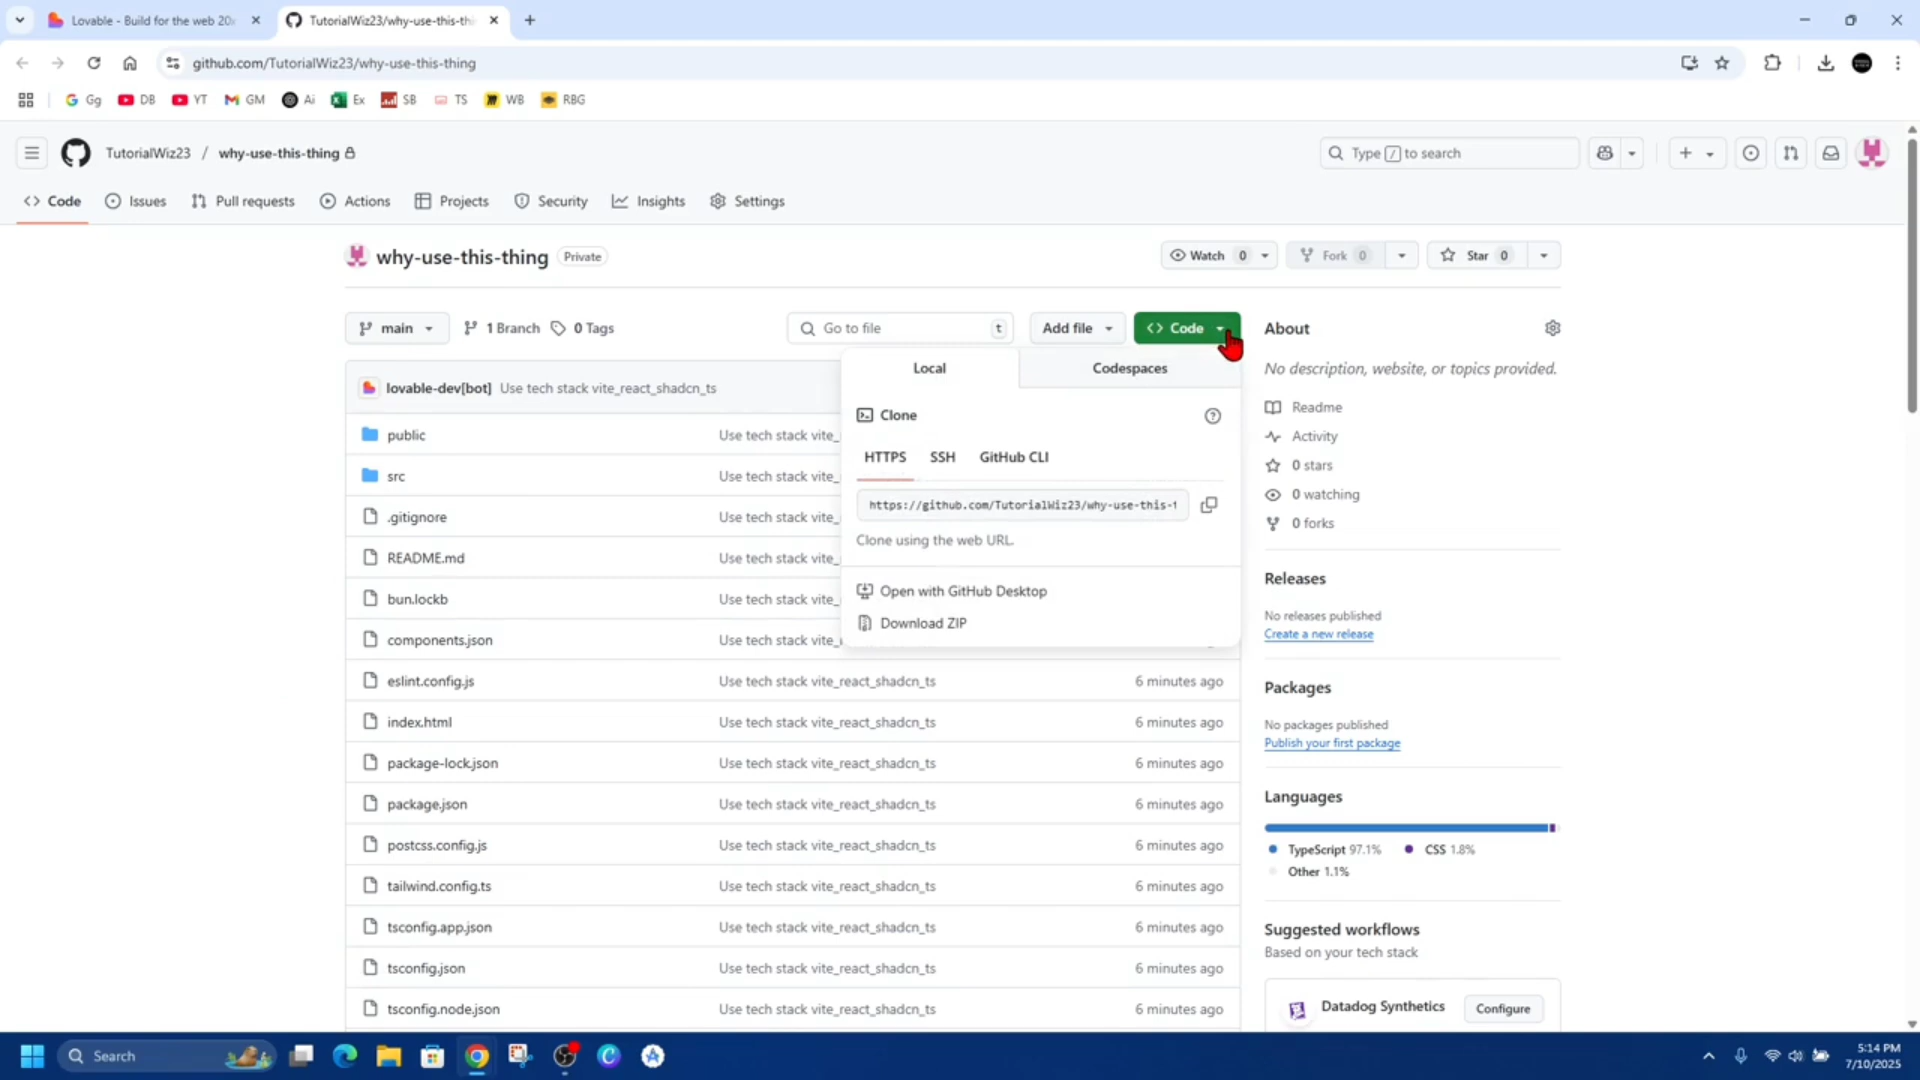 Lovable - Build for the web 20
TutorialWiz23/why-use-this-thi
github.com/TutorialWiz23/why-use-this-thing
Gg DB YT GM Ai Ex SB TS WB RBG
TutorialWiz23 / why-use-this-thing
Type / to search
Code Issues Pull requests Actions Projects Security Insights Settings
why-use-this-thing Private
Watch 0 Fork 0 Star 0
main 1 Branch 0 Tags
Go to file t
Add file
Code
Local Codespaces
Clone
HTTPS SSH GitHub CLI
https://github.com/TutorialWiz23/why-use-this-t
Clone using the web URL.
Open with GitHub Desktop
Download ZIP
lovable-dev[bot] Use tech stack vite_react_shadcn_ts
public Use tech stack vite_
src Use tech stack vite_
.gitignore Use tech stack vite_
README.md Use tech stack vite_
bun.lockb Use tech stack vite_
components.json Use tech stack vite_
eslint.config.js Use tech stack vite_react_shadcn_ts 6 minutes ago
index.html Use tech stack vite_react_shadcn_ts 6 minutes ago
package-lock.json Use tech stack vite_react_shadcn_ts 6 minutes ago
package.json Use tech stack vite_react_shadcn_ts 6 minutes ago
postcss.config.js Use tech stack vite_react_shadcn_ts 6 minutes ago
tailwind.config.ts Use tech stack vite_react_shadcn_ts 6 minutes ago
tsconfig.app.json Use tech stack vite_react_shadcn_ts 6 minutes ago
tsconfig.json Use tech stack vite_react_shadcn_ts 6 minutes ago
tsconfig.node.json Use tech stack vite_react_shadcn_ts 6 minutes ago
About
No description, website, or topics provided.
Readme
Activity
0 stars
0 watching
0 forks
Releases
No releases published
Create a new release
Packages
No packages published
Publish your first package
Languages
TypeScript 97.1% CSS 1.8%
Other 1.1%
Suggested workflows
Based on your tech stack
Datadog Synthetics Configure
Search
5:14 PM
7/10/2025